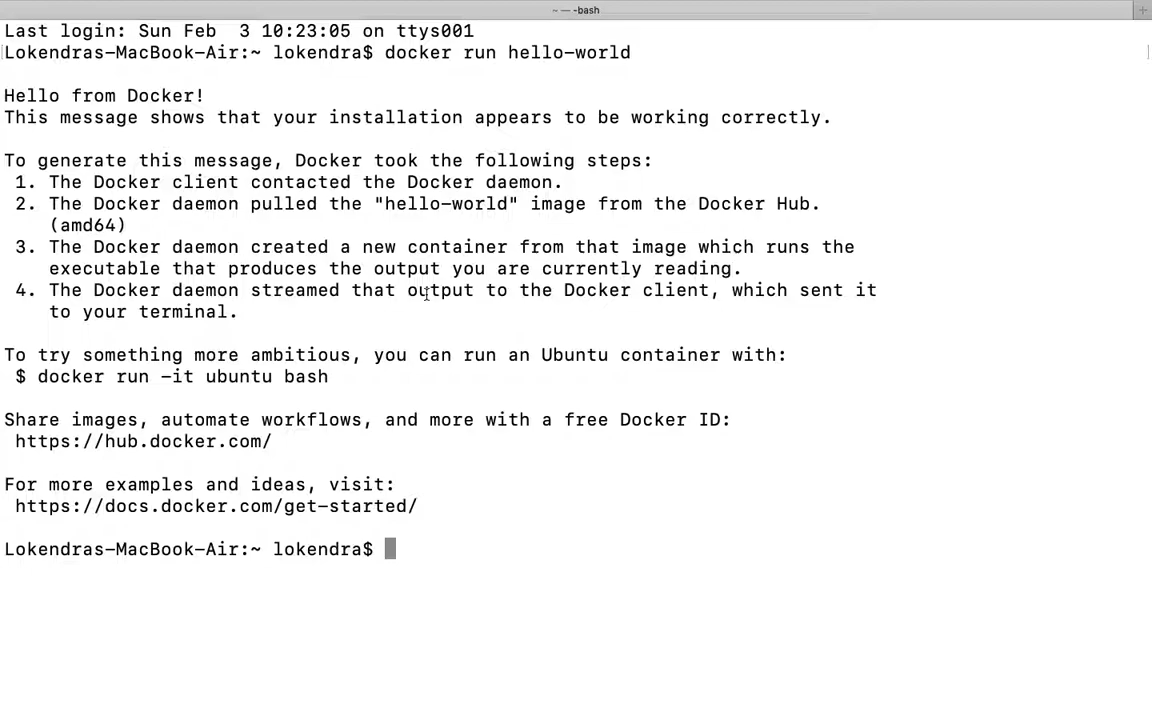 ~ — -bash
Last login: Sun Feb  3 10:23:05 on ttys001
Lokendras-MacBook-Air:~ lokendra$ docker run hello-world
Hello from Docker!
This message shows that your installation appears to be working correctly.
To generate this message, Docker took the following steps:
1. The Docker client contacted the Docker daemon.
2. The Docker daemon pulled the "hello-world" image from the Docker Hub.
(amd64)
3. The Docker daemon created a new container from that image which runs the
executable that produces the output you are currently reading.
4. The Docker daemon streamed that output to the Docker client, which sent it
to your terminal.
To try something more ambitious, you can run an Ubuntu container with:
$ docker run -it ubuntu bash
Share images, automate workflows, and more with a free Docker ID:
https://hub.docker.com/
For more examples and ideas, visit:
https://docs.docker.com/get-started/
Lokendras-MacBook-Air:~ lokendra$